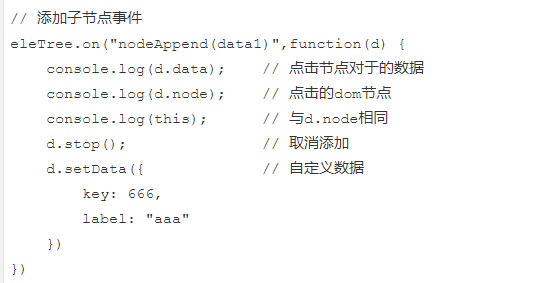 // 添加子节点事件
eleTree.on("nodeAppend(data1)",function(d) {
    console.log(d.data);    // 点击节点对于的数据
    console.log(d.node);    // 点击的dom节点
    console.log(this);      // 与d.node相同
    d.stop();               // 取消添加
    d.setData({             // 自定义数据
        key: 666,
        label: "aaa"
    })
})